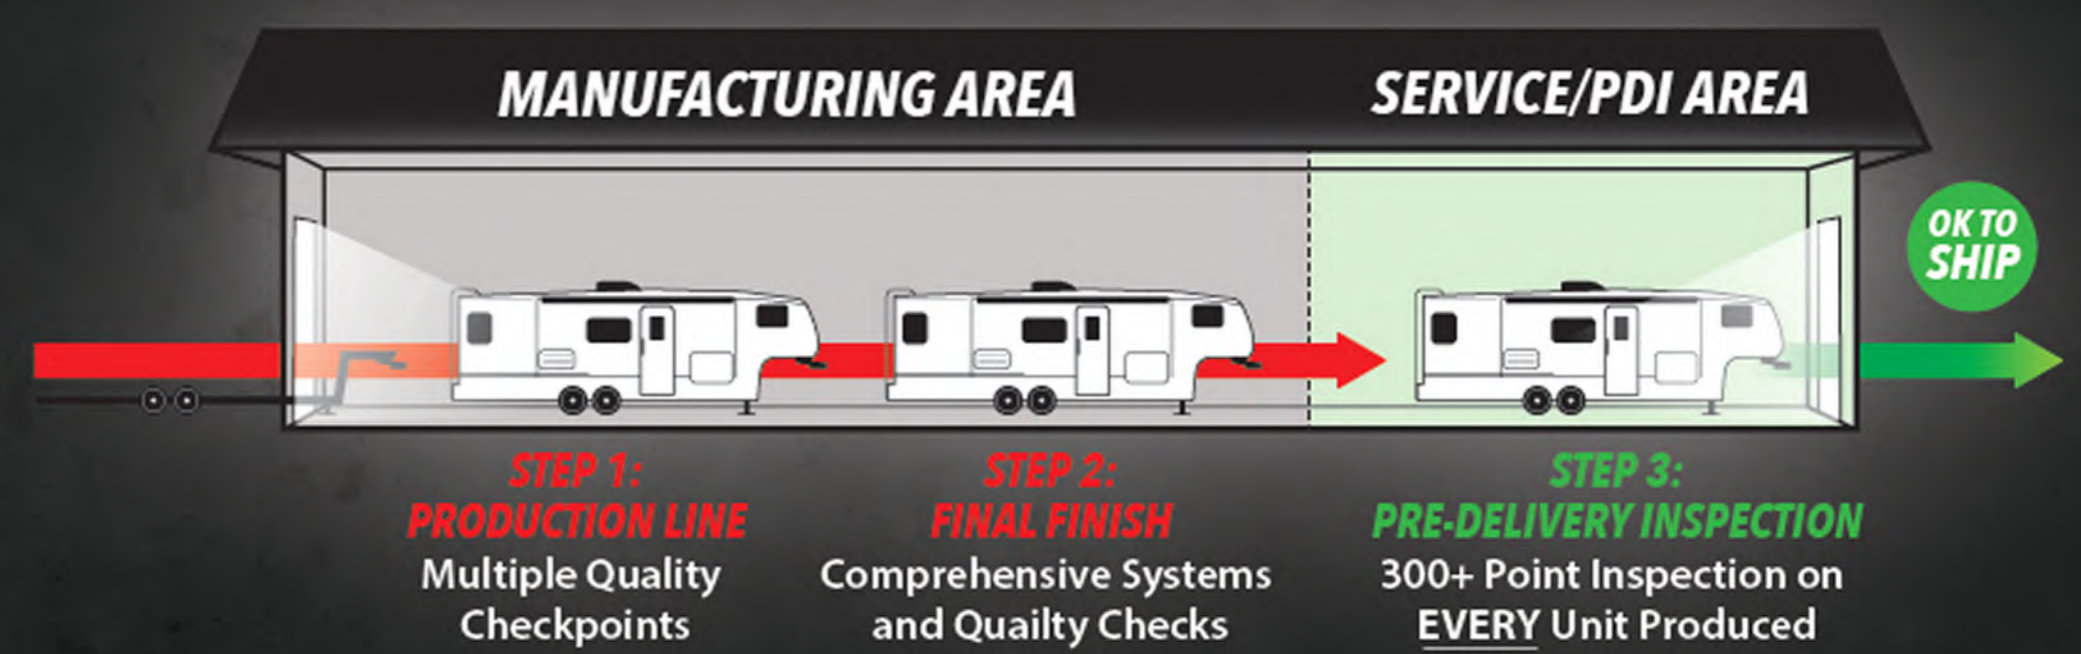 MANUFACTURING AREA
SERVICE/PDI AREA
OK TO
SHIP
STEP 1:
PRODUCTION LINE
Multiple Quality
Checkpoints
STEP 2:
FINAL FINISH
Comprehensive Systems
and Quailty Checks
STEP 3:
PRE-DELIVERY INSPECTION
300+ Point Inspection on
EVERY Unit Produced